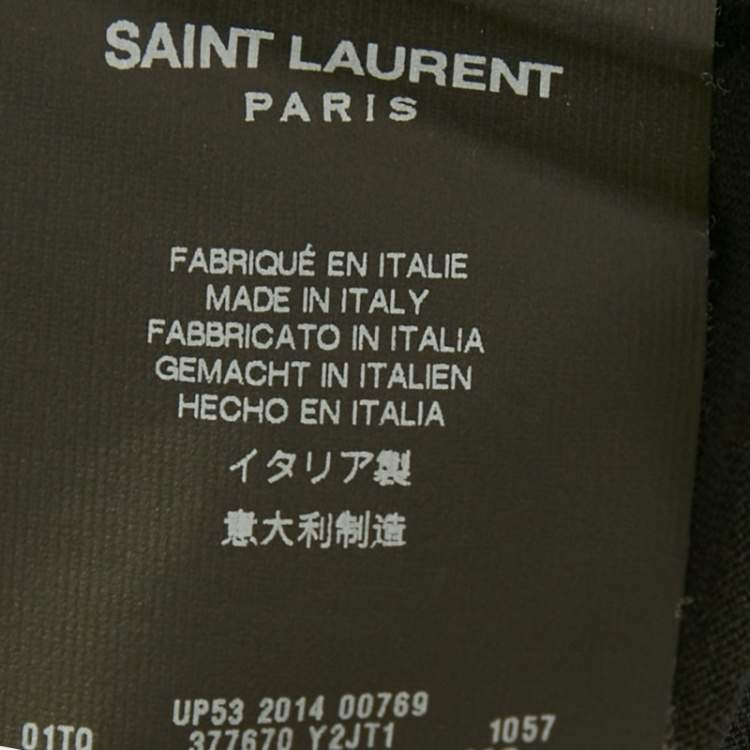 SAINT LAURENT
PARIS
FABRIQUÉ EN ITALIE
MADE IN ITALY
FABBRICATO IN ITALIA
GEMACHT IN ITALIEN
HECHO EN ITALIA
イタリア製
意大利制造
UP53 2014 00769
01TO 377670 Y2JT1 1057